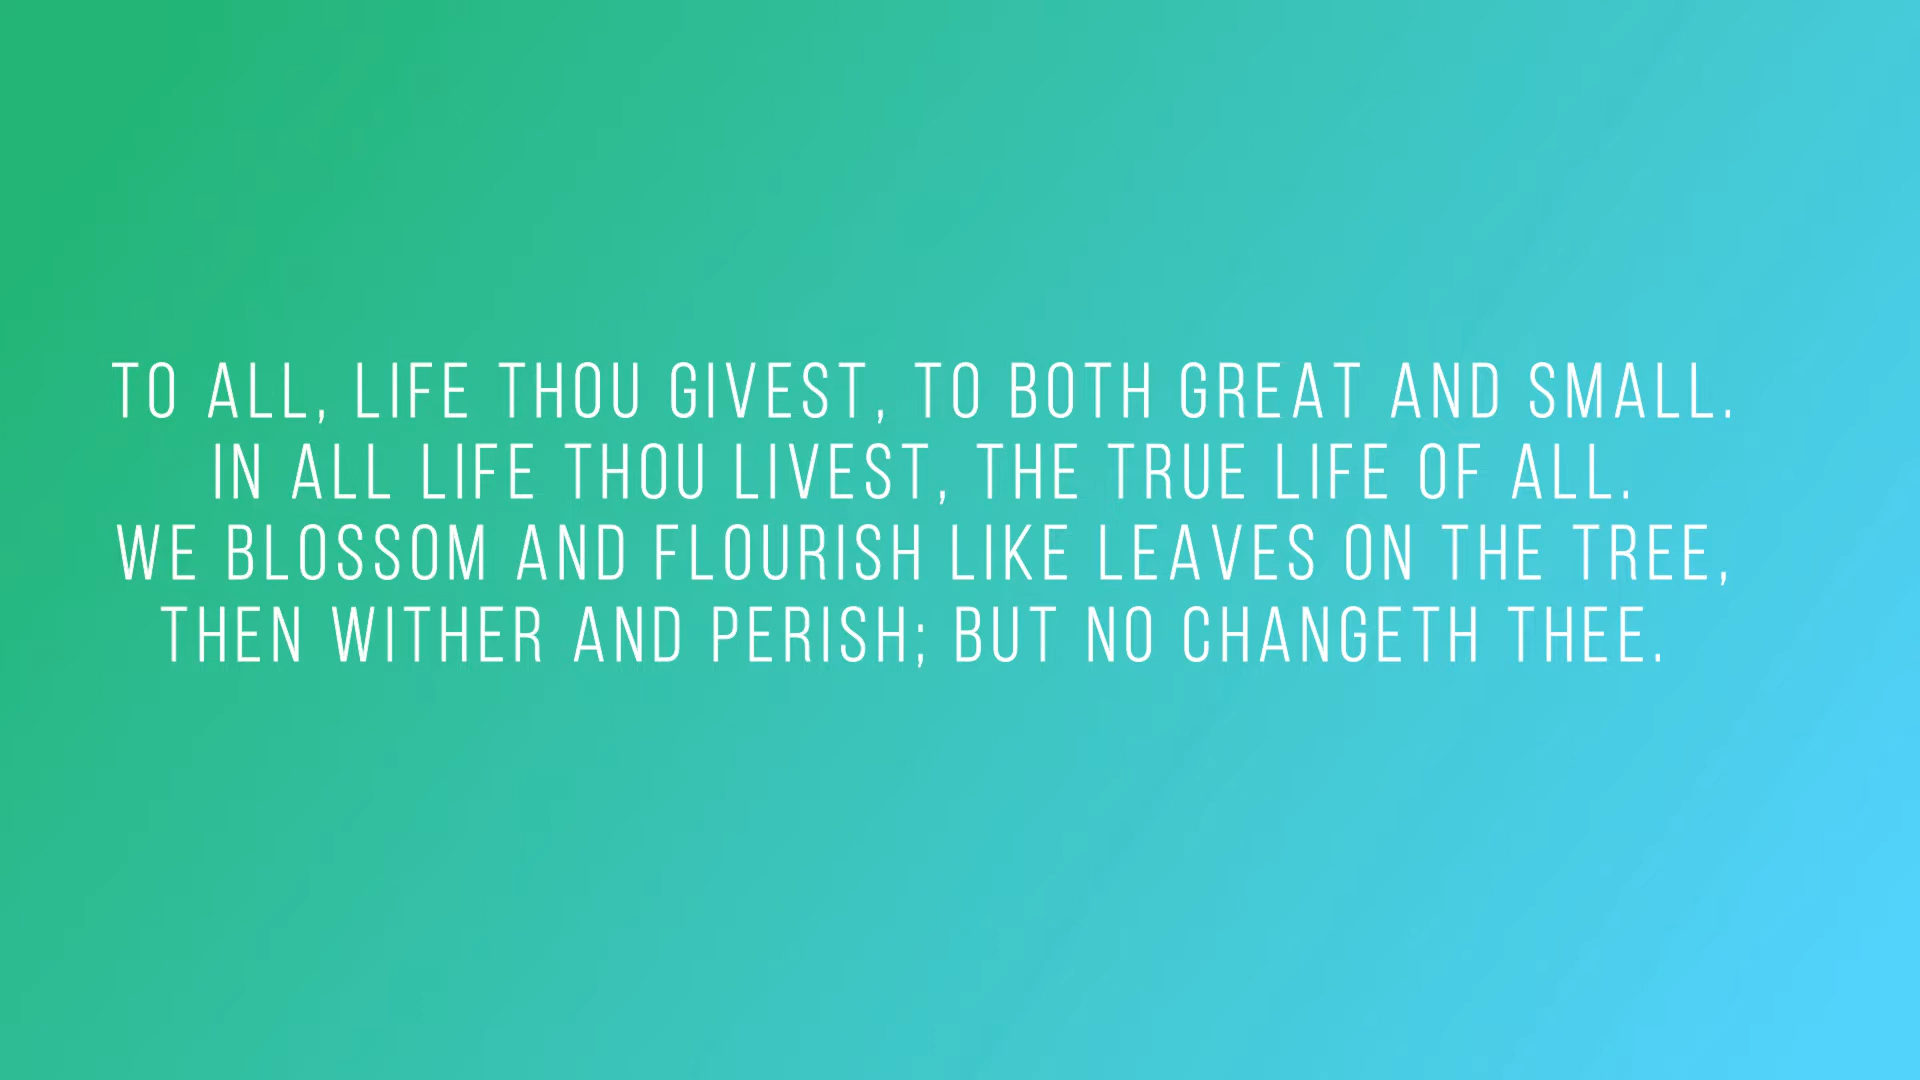 TO ALL, LIFE THOU GIVEST, TO BOTH GREAT AND SMALL.
IN ALL LIFE THOU LIVEST, THE TRUE LIFE OF ALL.
WE BLOSSOM AND FLOURISH LIKE LEAVES ON THE TREE,
THEN WITHER AND PERISH; BUT NO CHANGETH THEE.